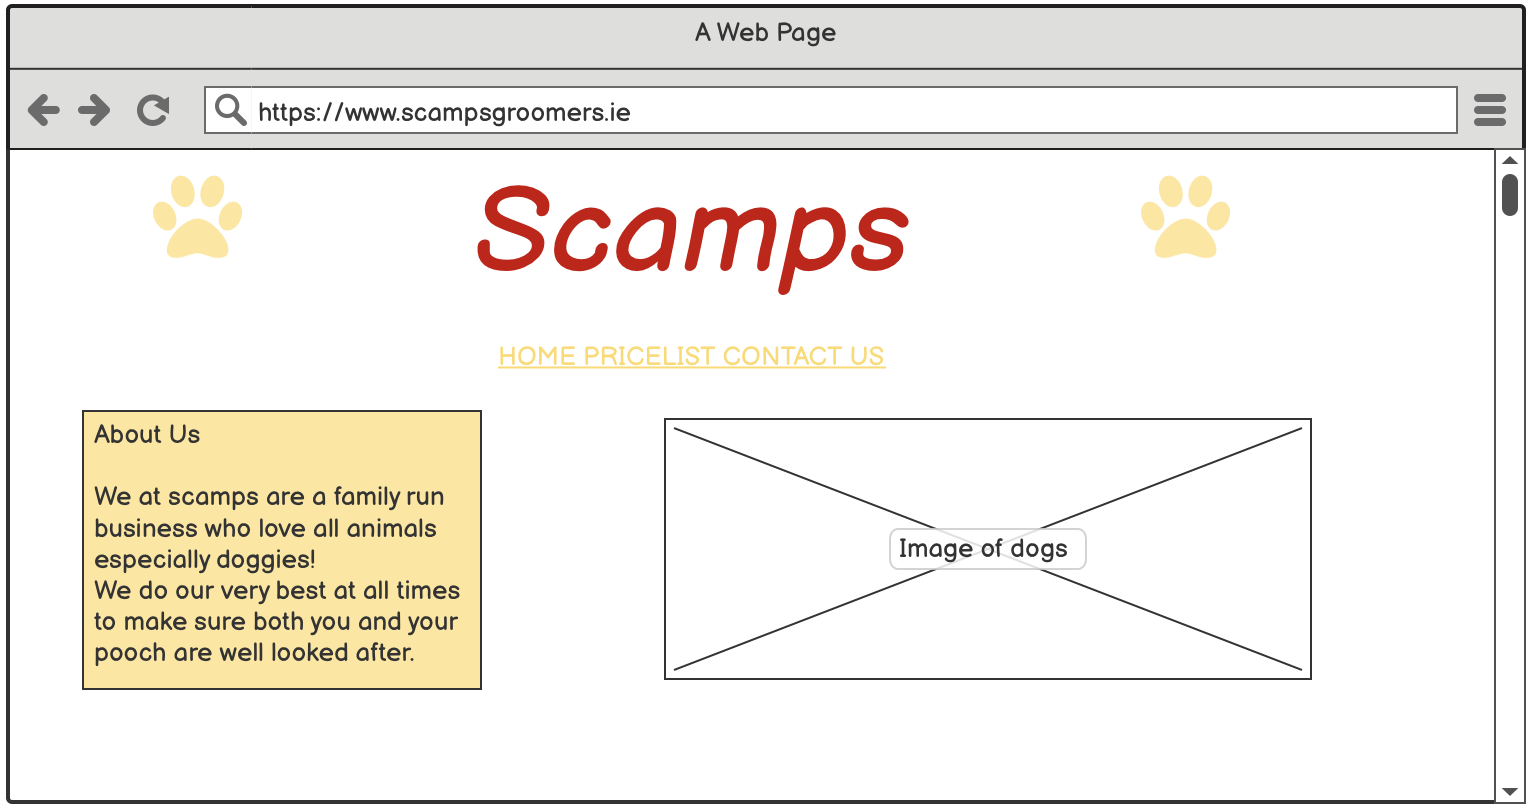 A Web Page
https://www.scampsgroomers.ie
Scamps
HOME PRICELIST CONTACT US
About Us
We at scamps are a family run
business who love all animals
especially doggies!
We do our very best at all times
to make sure both you and your
pooch are well looked after.
Image of dogs